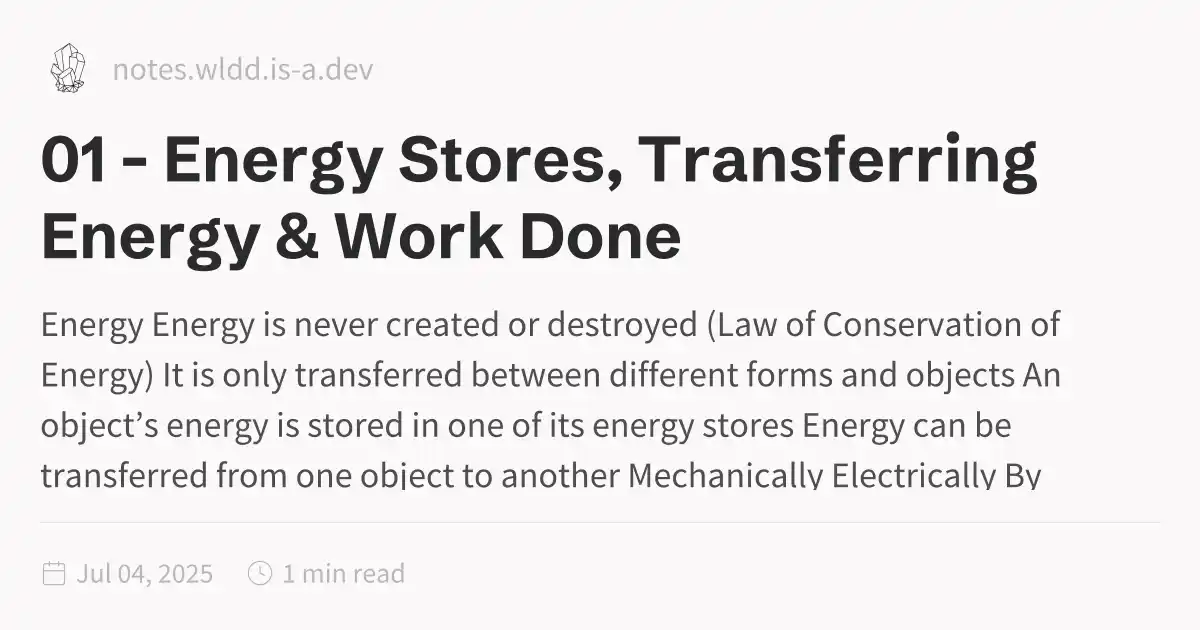 notes.wldd.is-a.dev
01 - Energy Stores, Transferring
Energy & Work Done
Energy Energy is never created or destroyed (Law of Conservation of
Energy) It is only transferred between different forms and objects An
object’s energy is stored in one of its energy stores Energy can be
transferred from one object to another Mechanically Electrically By
Jul 04, 2025
1 min read